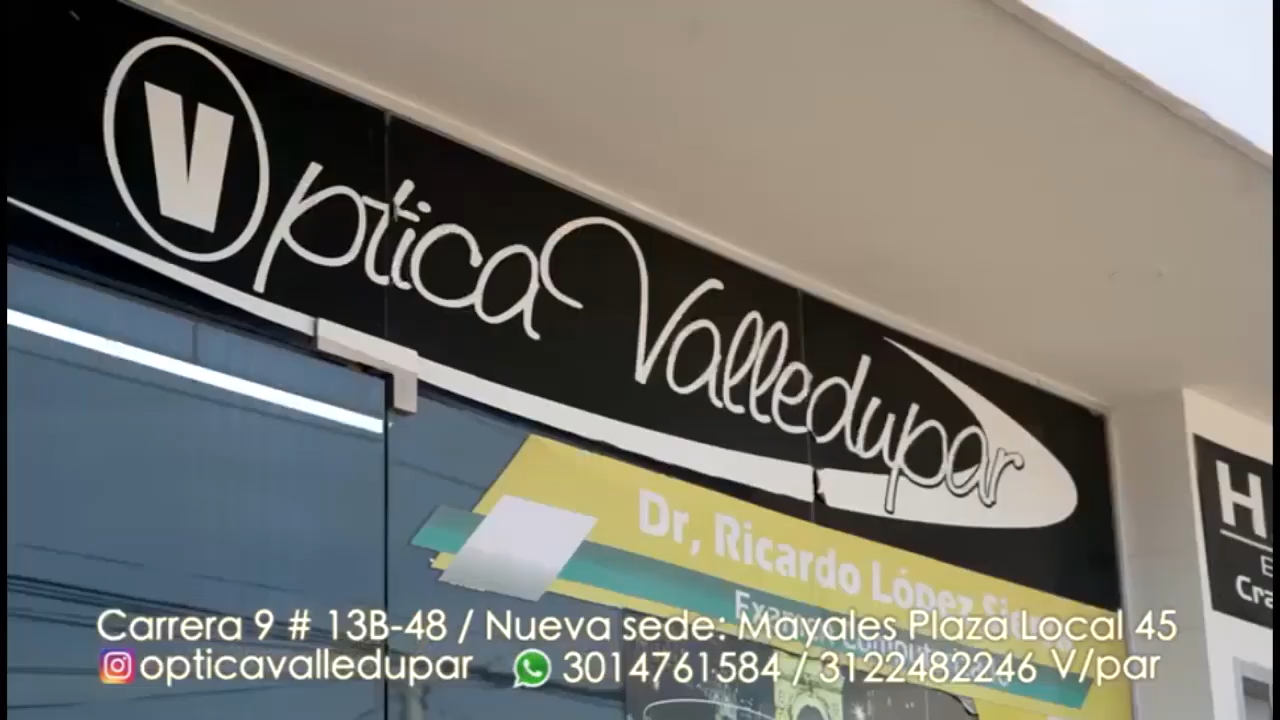 V
Optica Valledupar
Dr, Ricardo López
Carrera 9 # 13B-48 / Nueva sede: Mayales Plaza Local 45
opticavalledupar 3014761584 / 3122482246 V/par
H
Cra